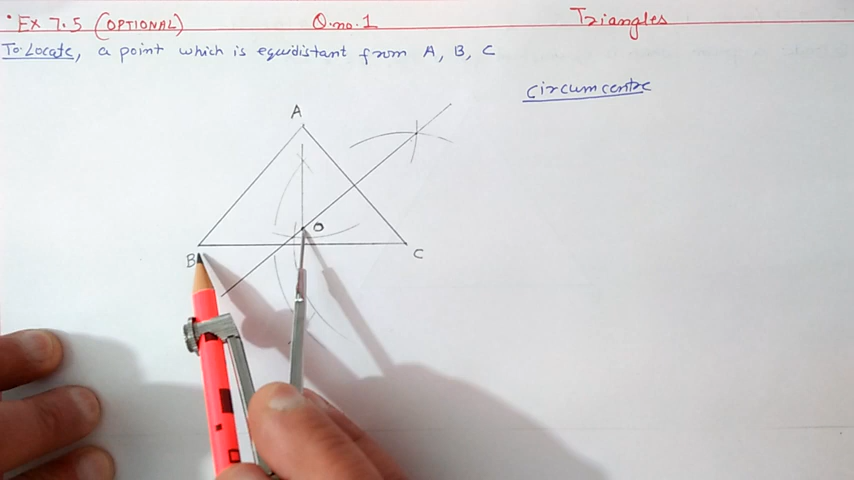 • Ex 7.5 (OPTIONAL) Q.no.1 Triangles
To Locate, a point which is equidistant from A, B, C
circumcentre
A
O
B
C